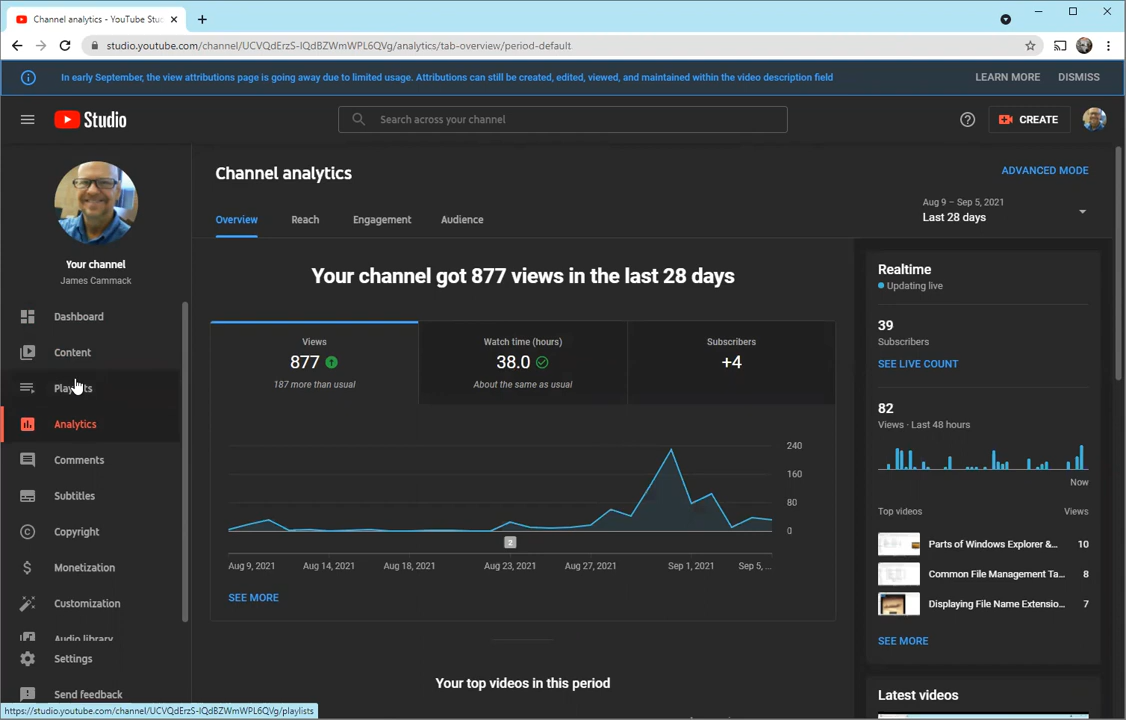 Channel analytics - YouTube Stu
studio.youtube.com/channel/UCVQdErzS-IQdBZWmWPL6QVg/analytics/tab-overview/period-default
In early September, the view attributions page is going away due to limited usage. Attributions can still be created, edited, viewed, and maintained within the video description field
LEARN MORE
DISMISS
Studio
Search across your channel
CREATE
Your channel
James Cammack
Dashboard
Content
Playlists
Analytics
Comments
Subtitles
Copyright
Monetization
Customization
Audio library
Settings
Send feedback
https://studio.youtube.com/channel/UCVQdErzS-IQdBZWmWPL6QVg/playlists
Channel analytics
ADVANCED MODE
Overview
Reach
Engagement
Audience
Aug 9 – Sep 5, 2021
Last 28 days
Your channel got 877 views in the last 28 days
Views
877
187 more than usual
Watch time (hours)
38.0
About the same as usual
Subscribers
+4
240
160
80
0
2
Aug 9, 2021
Aug 14, 2021
Aug 18, 2021
Aug 23, 2021
Aug 27, 2021
Sep 1, 2021
Sep 5, ...
SEE MORE
Your top videos in this period
Realtime
Updating live
39
Subscribers
SEE LIVE COUNT
82
Views · Last 48 hours
Now
Top videos
Views
Parts of Windows Explorer &... 10
Common File Management Ta... 8
Displaying File Name Extensio... 7
SEE MORE
Latest videos